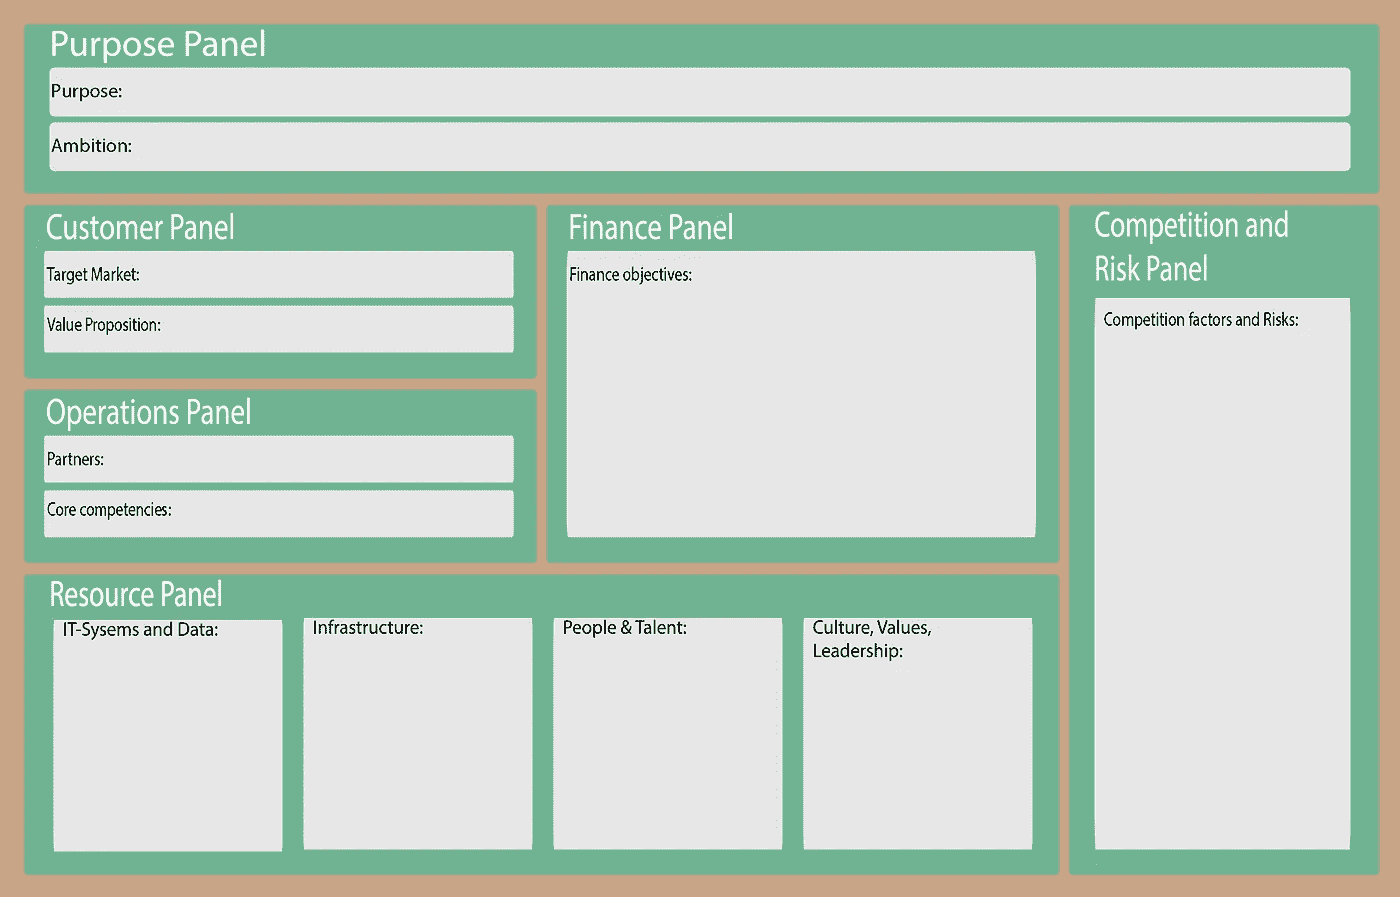 Purpose Panel
Purpose:
Ambition:
Customer Panel
Target Market:
Value Proposition:
Operations Panel
Partners:
Core competencies:
Finance Panel
Finance objectives:
Competition and
Risk Panel
Competition factors and Risks:
Resource Panel
IT-Sysems and Data:
Infrastructure:
People & Talent:
Culture, Values,
Leadership: